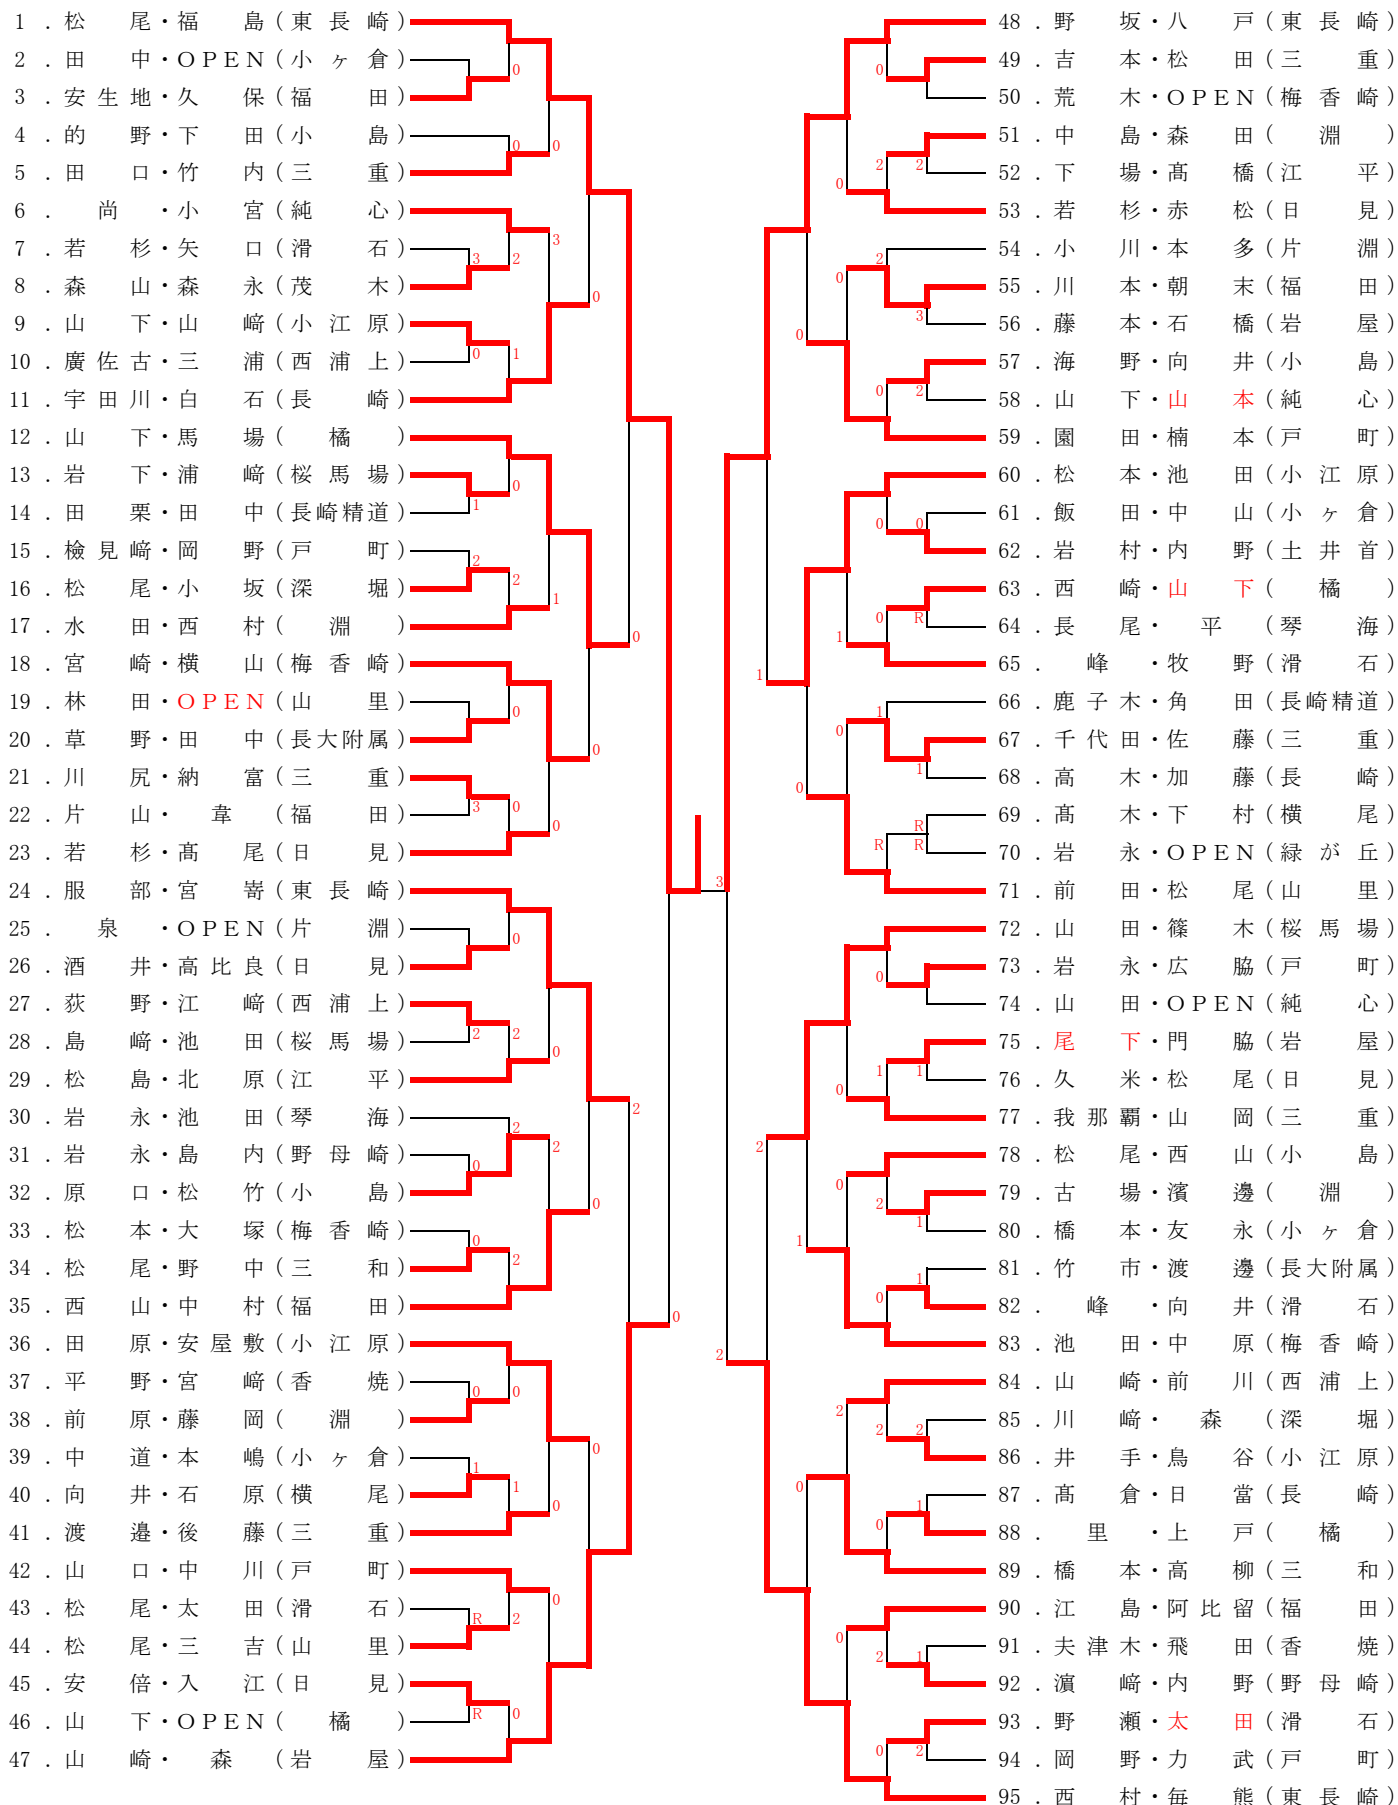 1 . 松 尾・福 島 ( 東 長 崎 )
2 . 田 中・OPEN ( 小 ヶ 倉 )
3 . 安 生 地・久 保 ( 福 田 )
4 . 的 野・下 田 ( 小 島 )
5 . 田 口・竹 内 ( 三 重 )
6 . 尚 ・小 宮 ( 純 心 )
7 . 若 杉・矢 口 ( 滑 石 )
8 . 森 山・森 永 ( 茂 木 )
9 . 山 下・山 﨑 ( 小 江 原 )
10 . 廣 佐 古・三 浦 ( 西 浦 上 )
11 . 宇 田 川・白 石 ( 長 崎 )
12 . 山 下・馬 場 ( 橘 )
13 . 岩 下・浦 﨑 ( 桜 馬 場 )
14 . 田 栗・田 中 ( 長崎精道 )
15 . 檢 見 﨑・岡 野 ( 戸 町 )
16 . 松 尾・小 坂 ( 深 堀 )
17 . 水 田・西 村 ( 淵 )
18 . 宮 崎・横 山 ( 梅 香 崎 )
19 . 林 田・OPEN ( 山 里 )
20 . 草 野・田 中 ( 長大附属 )
21 . 川 尻・納 富 ( 三 重 )
22 . 片 山・ 韋 ( 福 田 )
23 . 若 杉・髙 尾 ( 日 見 )
24 . 服 部・宮 嵜 ( 東 長 崎 )
25 . 泉 ・OPEN ( 片 淵 )
26 . 酒 井・高 比 良 ( 日 見 )
27 . 荻 野・江 﨑 ( 西 浦 上 )
28 . 島 﨑・池 田 ( 桜 馬 場 )
29 . 松 島・北 原 ( 江 平 )
30 . 岩 永・池 田 ( 琴 海 )
31 . 岩 永・島 内 ( 野 母 崎 )
32 . 原 口・松 竹 ( 小 島 )
33 . 松 本・大 塚 ( 梅 香 崎 )
34 . 松 尾・野 中 ( 三 和 )
35 . 西 山・中 村 ( 福 田 )
36 . 田 原・安 屋 敷 ( 小 江 原 )
37 . 平 野・宮 﨑 ( 香 焼 )
38 . 前 原・藤 岡 ( 淵 )
39 . 中 道・本 嶋 ( 小 ヶ 倉 )
40 . 向 井・石 原 ( 横 尾 )
41 . 渡 邉・後 藤 ( 三 重 )
42 . 山 口・中 川 ( 戸 町 )
43 . 松 尾・太 田 ( 滑 石 )
44 . 松 尾・三 吉 ( 山 里 )
45 . 安 倍・入 江 ( 日 見 )
46 . 山 下・OPEN ( 橘 )
47 . 山 崎・ 森 ( 岩 屋 )
48 . 野 坂・八 戸 ( 東 長 崎 )
49 . 吉 本・松 田 ( 三 重 )
50 . 荒 木・OPEN ( 梅 香 崎 )
51 . 中 島・森 田 ( 淵 )
52 . 下 場・髙 橋 ( 江 平 )
53 . 若 杉・赤 松 ( 日 見 )
54 . 小 川・本 多 ( 片 淵 )
55 . 川 本・朝 末 ( 福 田 )
56 . 藤 本・石 橋 ( 岩 屋 )
57 . 海 野・向 井 ( 小 島 )
58 . 山 下・山 本 ( 純 心 )
59 . 園 田・楠 本 ( 戸 町 )
60 . 松 本・池 田 ( 小 江 原 )
61 . 飯 田・中 山 ( 小 ヶ 倉 )
62 . 岩 村・内 野 ( 土 井 首 )
63 . 西 崎・山 下 ( 橘 )
64 . 長 尾・ 平 ( 琴 海 )
65 . 峰 ・牧 野 ( 滑 石 )
66 . 鹿 子 木・角 田 ( 長崎精道 )
67 . 千 代 田・佐 藤 ( 三 重 )
68 . 高 木・加 藤 ( 長 崎 )
69 . 髙 木・下 村 ( 横 尾 )
70 . 岩 永・OPEN ( 緑 が 丘 )
71 . 前 田・松 尾 ( 山 里 )
72 . 山 田・篠 木 ( 桜 馬 場 )
73 . 岩 永・広 脇 ( 戸 町 )
74 . 山 田・OPEN ( 純 心 )
75 . 尾 下・門 脇 ( 岩 屋 )
76 . 久 米・松 尾 ( 日 見 )
77 . 我 那 覇・山 岡 ( 三 重 )
78 . 松 尾・西 山 ( 小 島 )
79 . 古 場・濱 邊 ( 淵 )
80 . 橋 本・友 永 ( 小 ヶ 倉 )
81 . 竹 市・渡 邊 ( 長大附属 )
82 . 峰 ・向 井 ( 滑 石 )
83 . 池 田・中 原 ( 梅 香 崎 )
84 . 山 崎・前 川 ( 西 浦 上 )
85 . 川 﨑・ 森 ( 深 堀 )
86 . 井 手・鳥 谷 ( 小 江 原 )
87 . 髙 倉・日 當 ( 長 崎 )
88 . 里 ・上 戸 ( 橘 )
89 . 橋 本・高 柳 ( 三 和 )
90 . 江 島・阿 比 留 ( 福 田 )
91 . 夫 津 木・飛 田 ( 香 焼 )
92 . 濵 﨑・内 野 ( 野 母 崎 )
93 . 野 瀬・太 田 ( 滑 石 )
94 . 岡 野・力 武 ( 戸 町 )
95 . 西 村・毎 熊 ( 東 長 崎 )